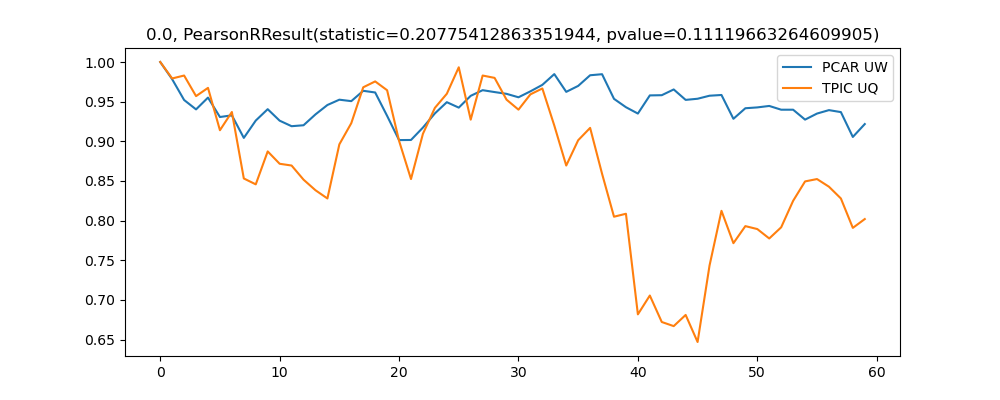 0.0, PearsonRResult(statistic=0.20775412863351944, pvalue=0.11119663264609905)
1.00
0.95
0.90
0.85
0.80
0.75
0.70
0.65
PCAR UW
TPIC UQ
0 10 20 30 40 50 60